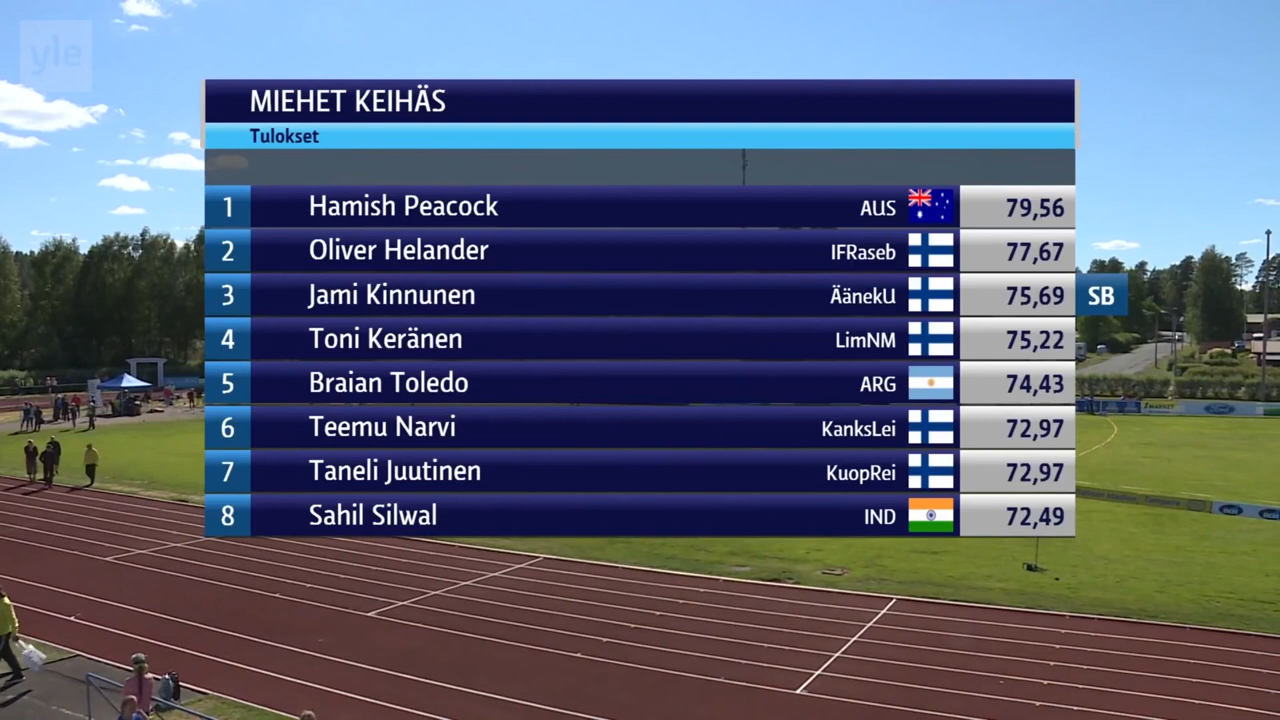 yle
MIEHET KEIHÄS
Tulokset
1 Hamish Peacock AUS 79,56
2 Oliver Helander IFRaseb 77,67
3 Jami Kinnunen ÄänekU 75,69 SB
4 Toni Keränen LimNM 75,22
5 Braian Toledo ARG 74,43
6 Teemu Narvi KanksLei 72,97
7 Taneli Juutinen KuopRei 72,97
8 Sahil Silwal IND 72,49